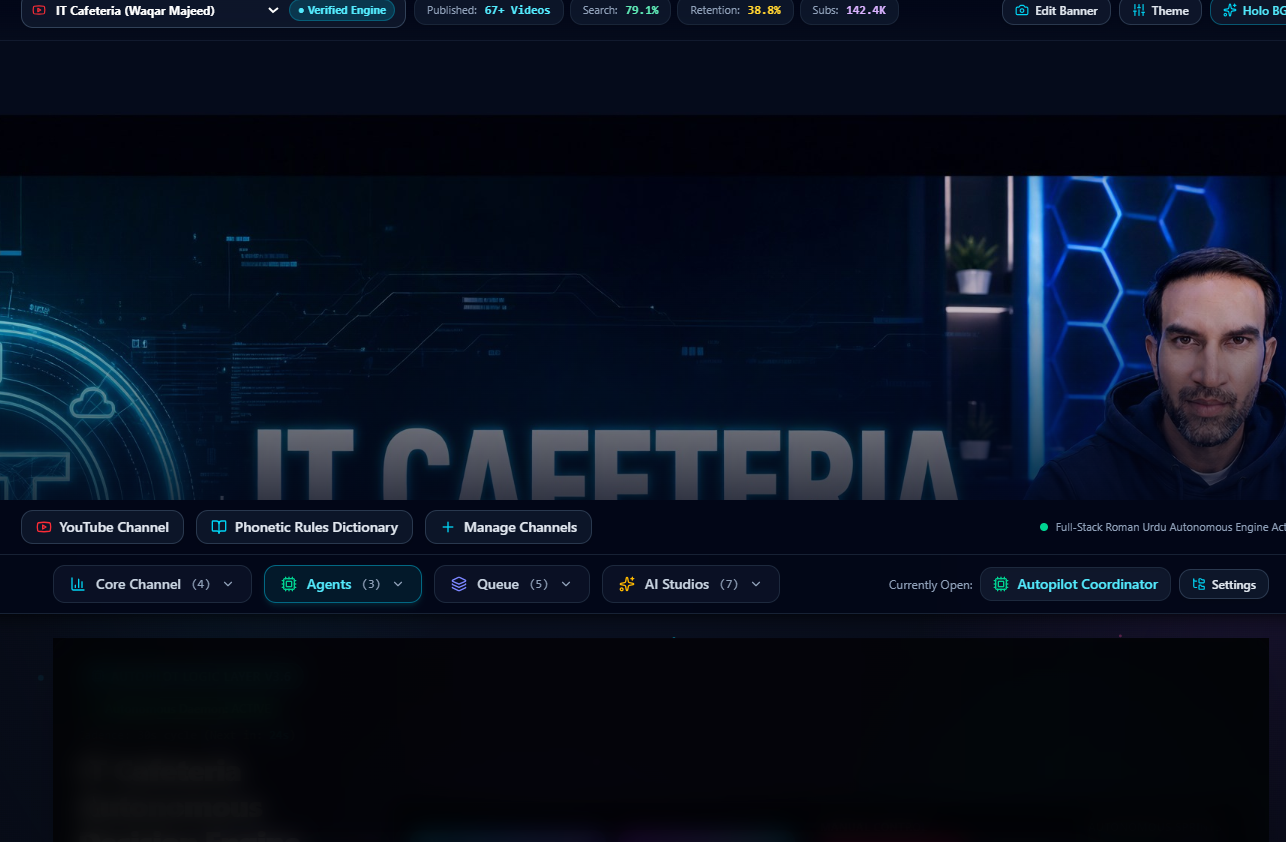 IT Cafeteria (Waqar Majeed) Verified Engine Published: 67+ Videos Search: 79.1% Retention: 38.8% Subs: 142.4K Edit Banner Theme Holo BG
IT CAFETERIA
YouTube Channel Phonetic Rules Dictionary Manage Channels Full-Stack Roman Urdu Autonomous Engine
Core Channel (4) Agents (3) Queue (5) AI Studios (7) Currently Open: Autopilot Coordinator Settings